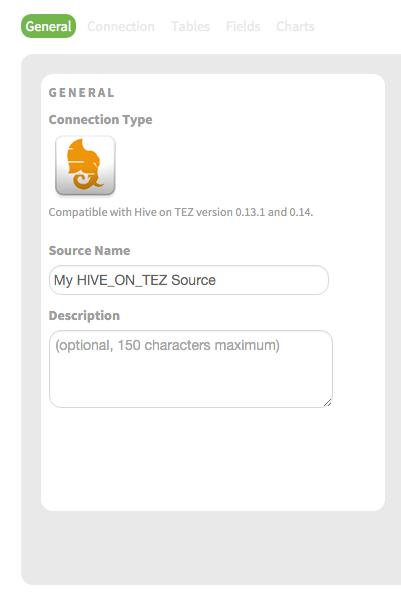 General Connection Tables Fields Charts
GENERAL
Connection Type
Compatible with Hive on TEZ version 0.13.1 and 0.14.
Source Name
My HIVE_ON_TEZ Source
Description
(optional, 150 characters maximum)